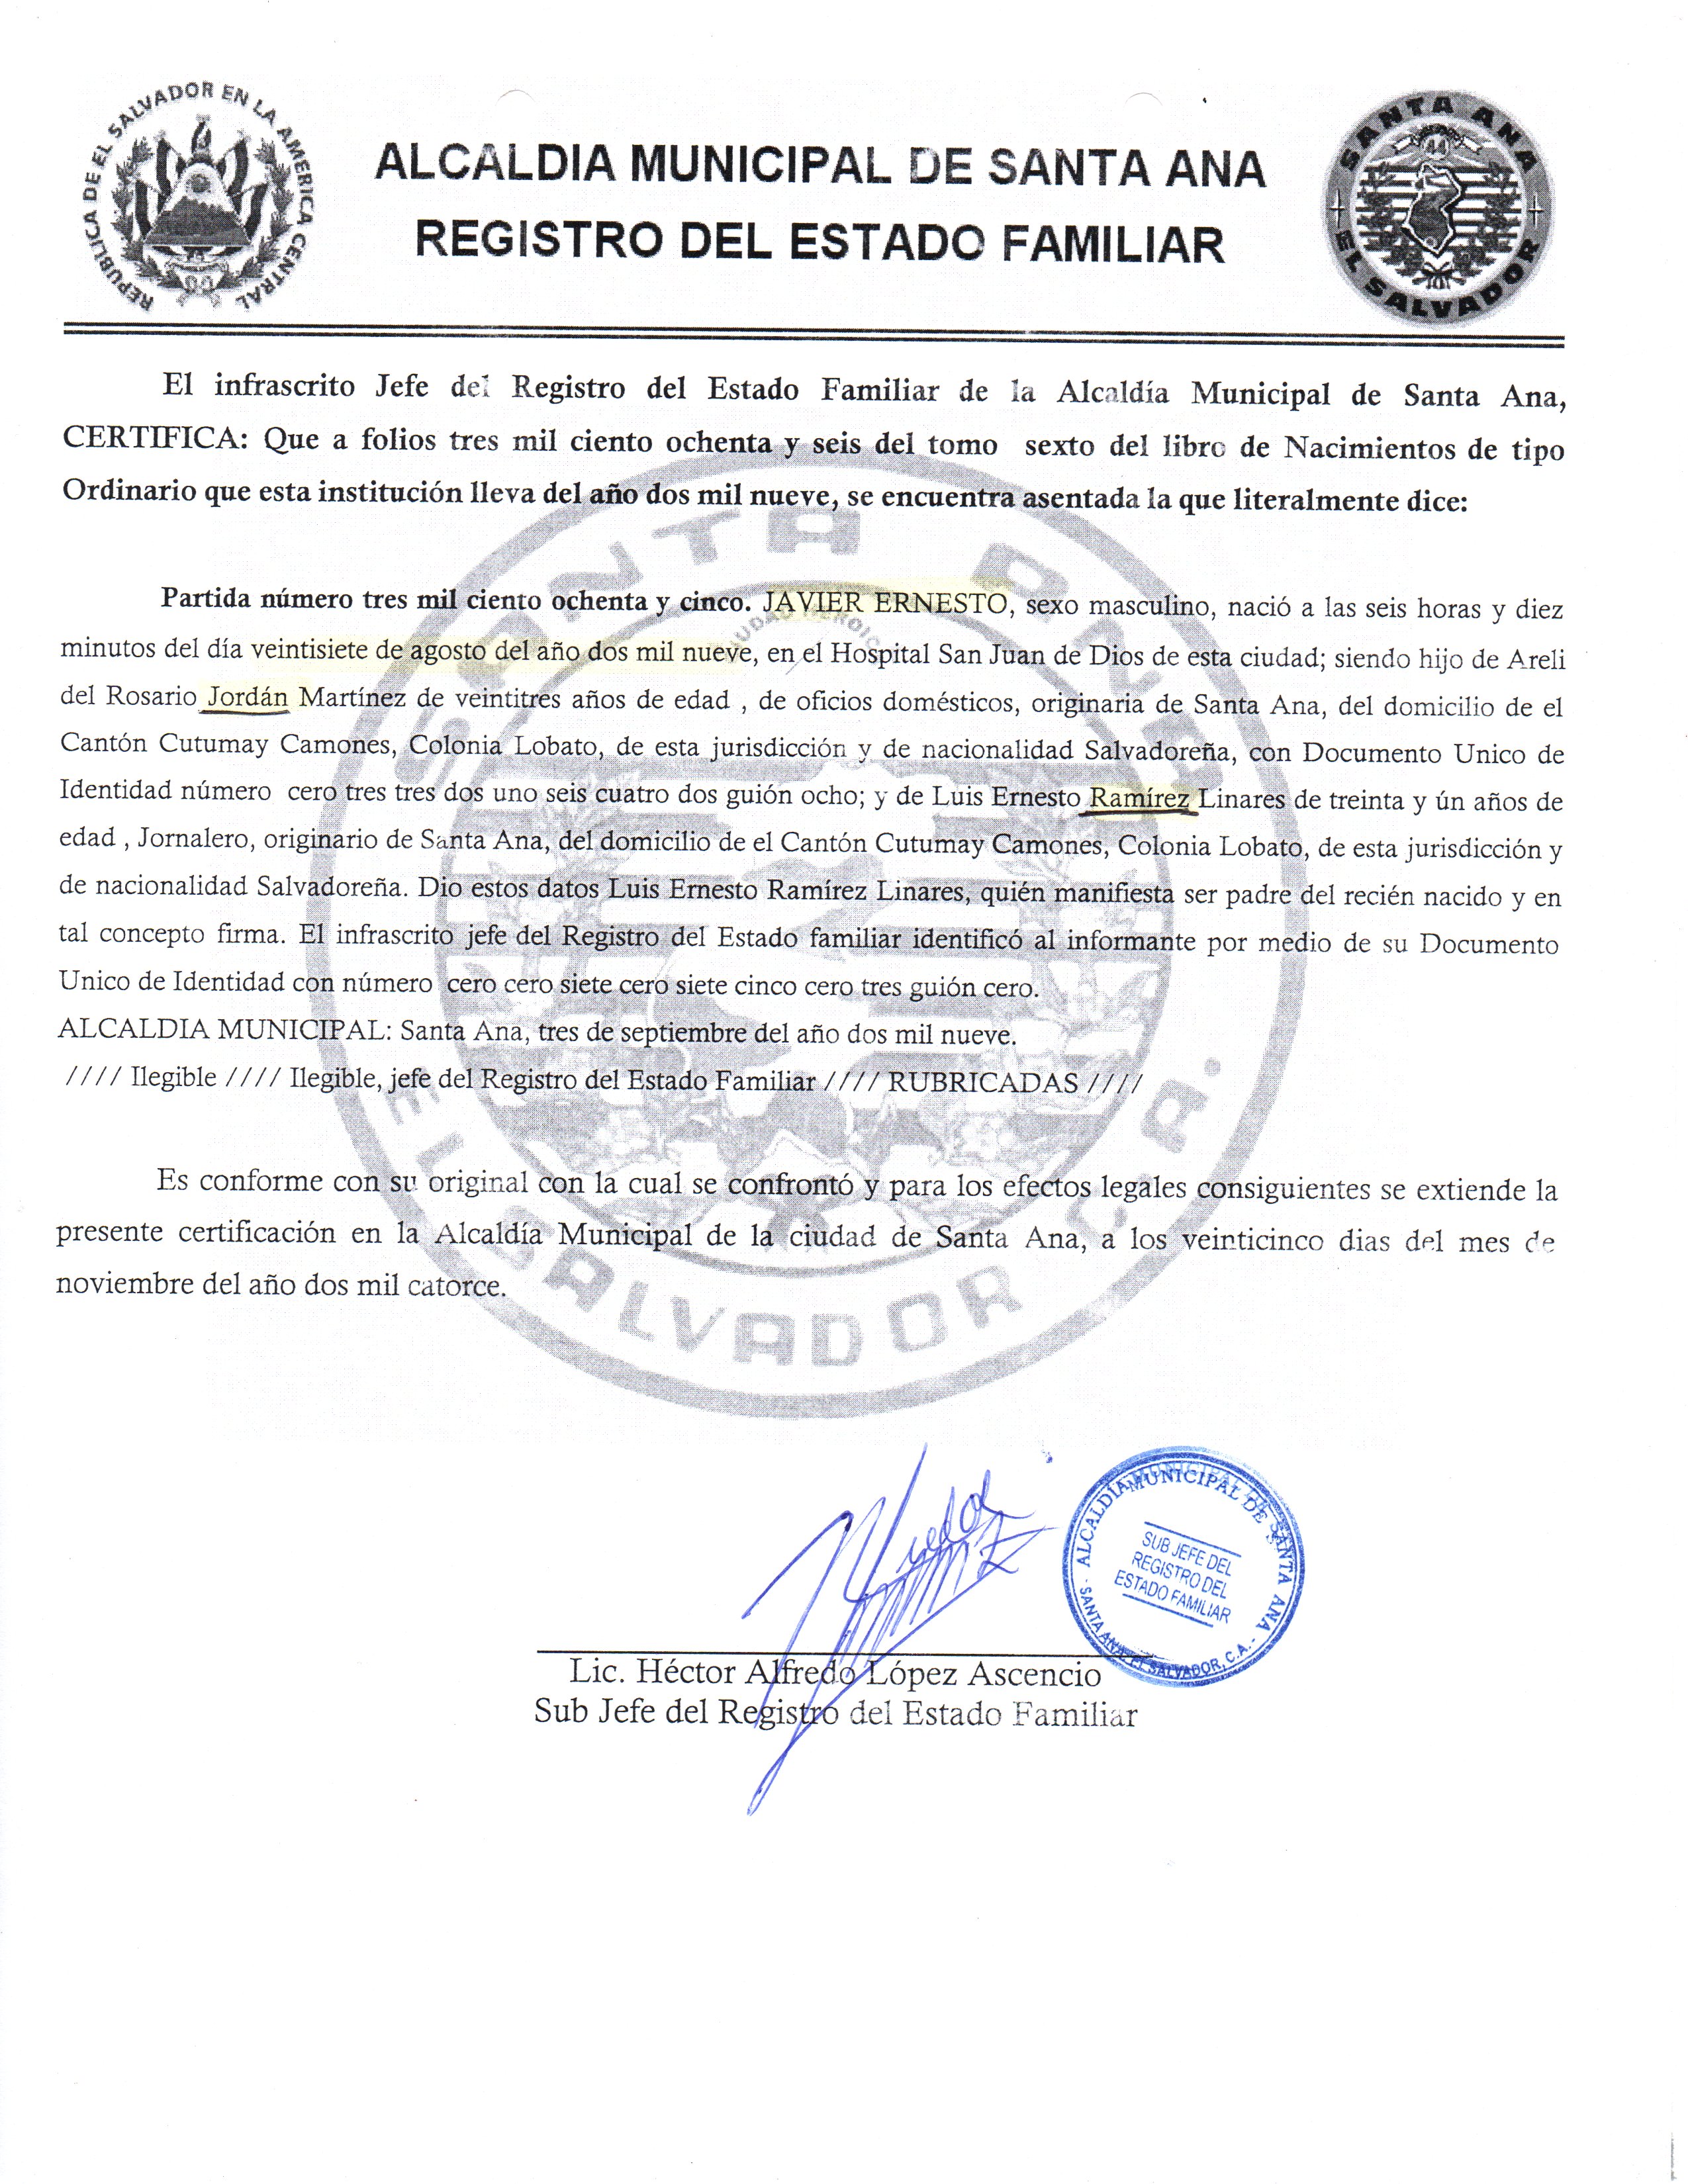 REPUBLICA DE EL SALVADOR EN LA AMERICA CENTRAL
ALCALDIA MUNICIPAL DE SANTA ANA
REGISTRO DEL ESTADO FAMILIAR
SANTA ANA
44
EL SALVADOR
El infrascrito Jefe del Registro del Estado Familiar de la Alcaldía Municipal de Santa Ana,
CERTIFICA: Que a folios tres mil ciento ochenta y seis del tomo sexto del libro de Nacimientos de tipo
Ordinario que esta institución lleva del año dos mil nueve, se encuentra asentada la que literalmente dice:
Partida número tres mil ciento ochenta y cinco. JAVIER ERNESTO, sexo masculino, nació a las seis horas y diez
minutos del día veintisiete de agosto del año dos mil nueve, en el Hospital San Juan de Dios de esta ciudad; siendo hijo de Areli
del Rosario Jordán Martínez de veintitres años de edad , de oficios domésticos, originaria de Santa Ana, del domicilio de el
Cantón Cutumay Camones, Colonia Lobato, de esta jurisdicción y de nacionalidad Salvadoreña, con Documento Unico de
Identidad número cero tres tres dos uno seis cuatro dos guión ocho; y de Luis Ernesto Ramírez Linares de treinta y ún años de
edad , Jornalero, originario de Santa Ana, del domicilio de el Cantón Cutumay Camones, Colonia Lobato, de esta jurisdicción y
de nacionalidad Salvadoreña. Dio estos datos Luis Ernesto Ramírez Linares, quién manifiesta ser padre del recién nacido y en
tal concepto firma. El infrascrito jefe del Registro del Estado familiar identificó al informante por medio de su Documento
Unico de Identidad con número cero cero siete cero siete cinco cero tres guión cero.
ALCALDIA MUNICIPAL: Santa Ana, tres de septiembre del año dos mil nueve.
//// Ilegible //// Ilegible, jefe del Registro del Estado Familiar //// RUBRICADAS ////
Es conforme con su original con la cual se confrontó y para los efectos legales consiguientes se extiende la
presente certificación en la Alcaldía Municipal de la ciudad de Santa Ana, a los veinticinco dias del mes de
noviembre del año dos mil catorce.
SANTA ANA
CIUDAD HEROICA
EL SALVADOR C.A.
ALCALDÍA MUNICIPAL DE SANTA ANA
SUB JEFE DEL
REGISTRO DEL
ESTADO FAMILIAR
SANTA ANA, EL SALVADOR, C.A.
Lic. Héctor Alfredo López Ascencio
Sub Jefe del Registro del Estado Familiar